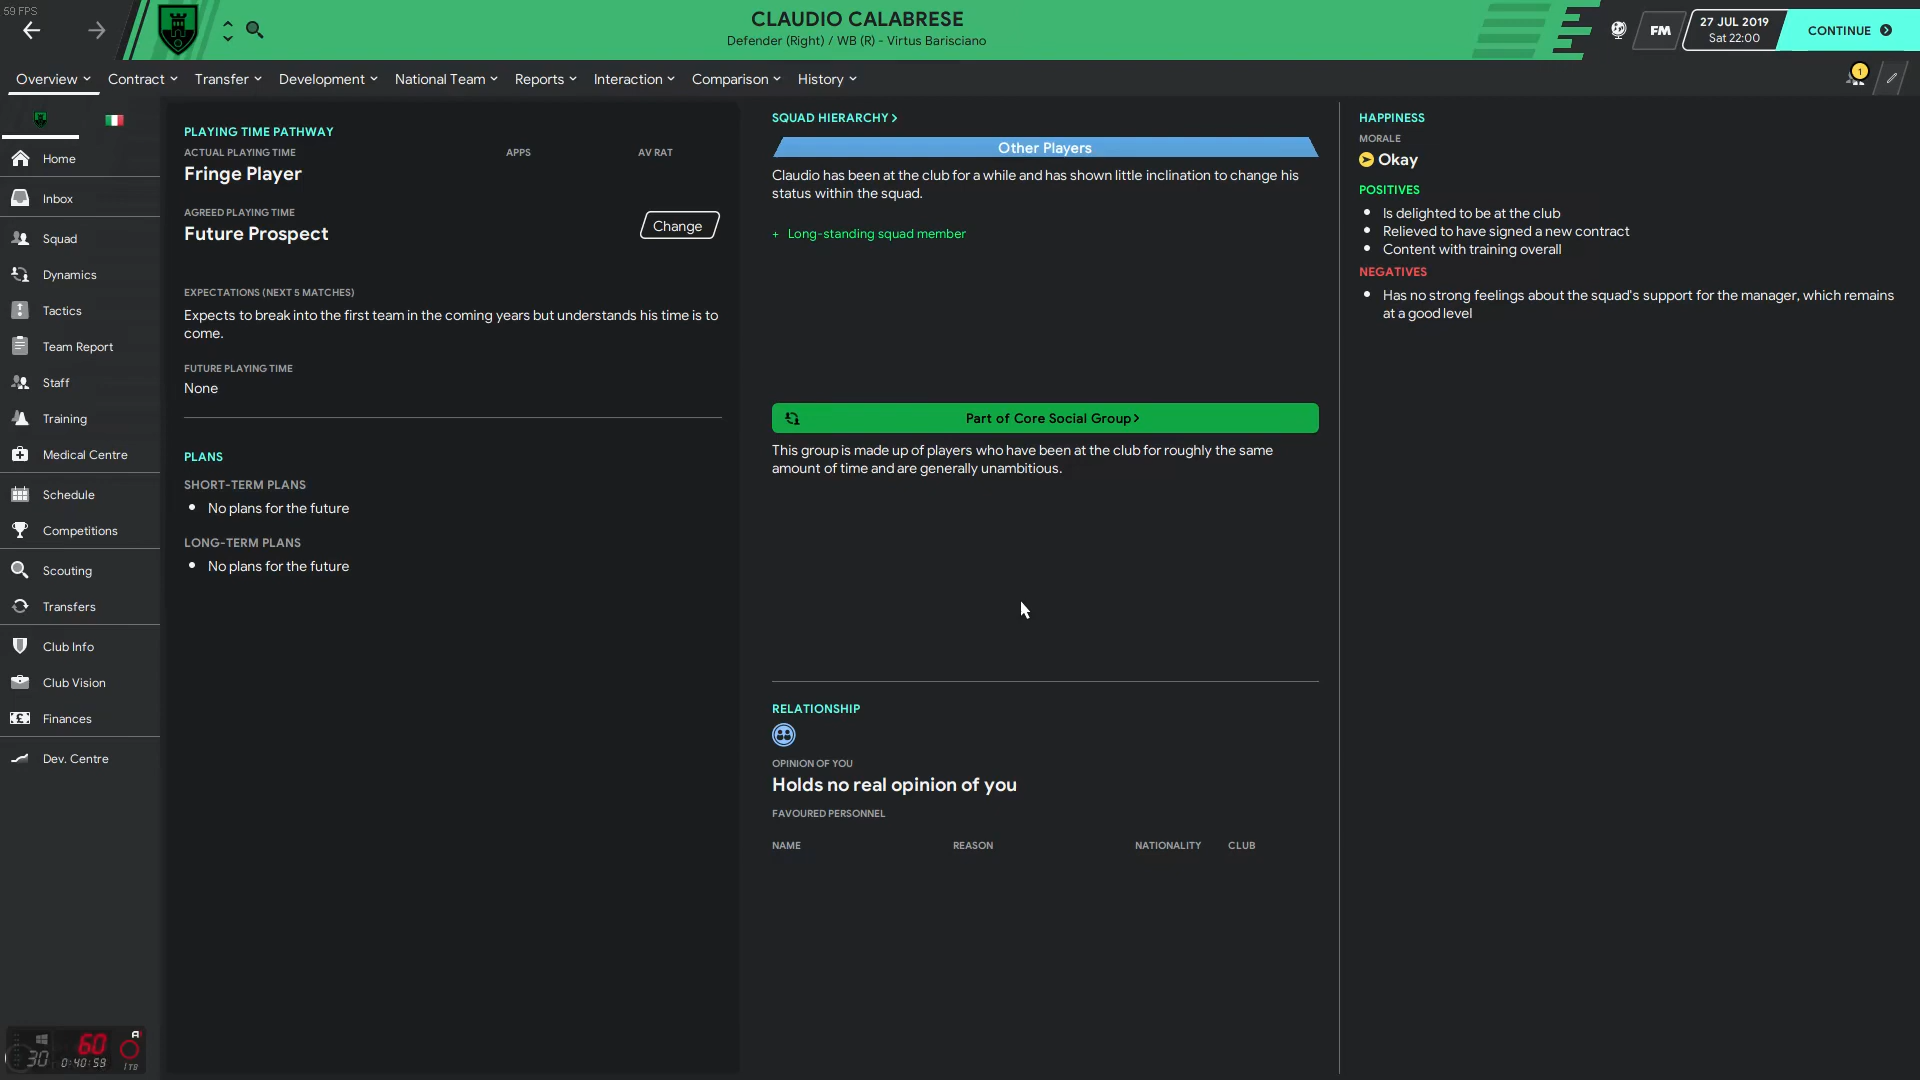 59 FPS
CLAUDIO CALABRESE
Defender (Right) / WB (R) - Virtus Barisciano
FM
27 JUL 2019
Sat 22:00
CONTINUE
Overview
Contract
Transfer
Development
National Team
Reports
Interaction
Comparison
History
1
Home
Inbox
Squad
Dynamics
Tactics
Team Report
Staff
Training
Medical Centre
Schedule
Competitions
Scouting
Transfers
Club Info
Club Vision
Finances
Dev. Centre
PLAYING TIME PATHWAY
ACTUAL PLAYING TIME
APPS
AV RAT
Fringe Player
AGREED PLAYING TIME
Future Prospect
Change
EXPECTATIONS (NEXT 5 MATCHES)
Expects to break into the first team in the coming years but understands his time is to
come.
FUTURE PLAYING TIME
None
PLANS
SHORT-TERM PLANS
No plans for the future
LONG-TERM PLANS
No plans for the future
SQUAD HIERARCHY >
Other Players
Claudio has been at the club for a while and has shown little inclination to change his
status within the squad.
+ Long-standing squad member
Part of Core Social Group>
This group is made up of players who have been at the club for roughly the same
amount of time and are generally unambitious.
RELATIONSHIP
OPINION OF YOU
Holds no real opinion of you
FAVOURED PERSONNEL
NAME
REASON
NATIONALITY
CLUB
HAPPINESS
MORALE
Okay
POSITIVES
Is delighted to be at the club
Relieved to have signed a new contract
Content with training overall
NEGATIVES
Has no strong feelings about the squad's support for the manager, which remains
at a good level
60
30
0:40:59
1TB